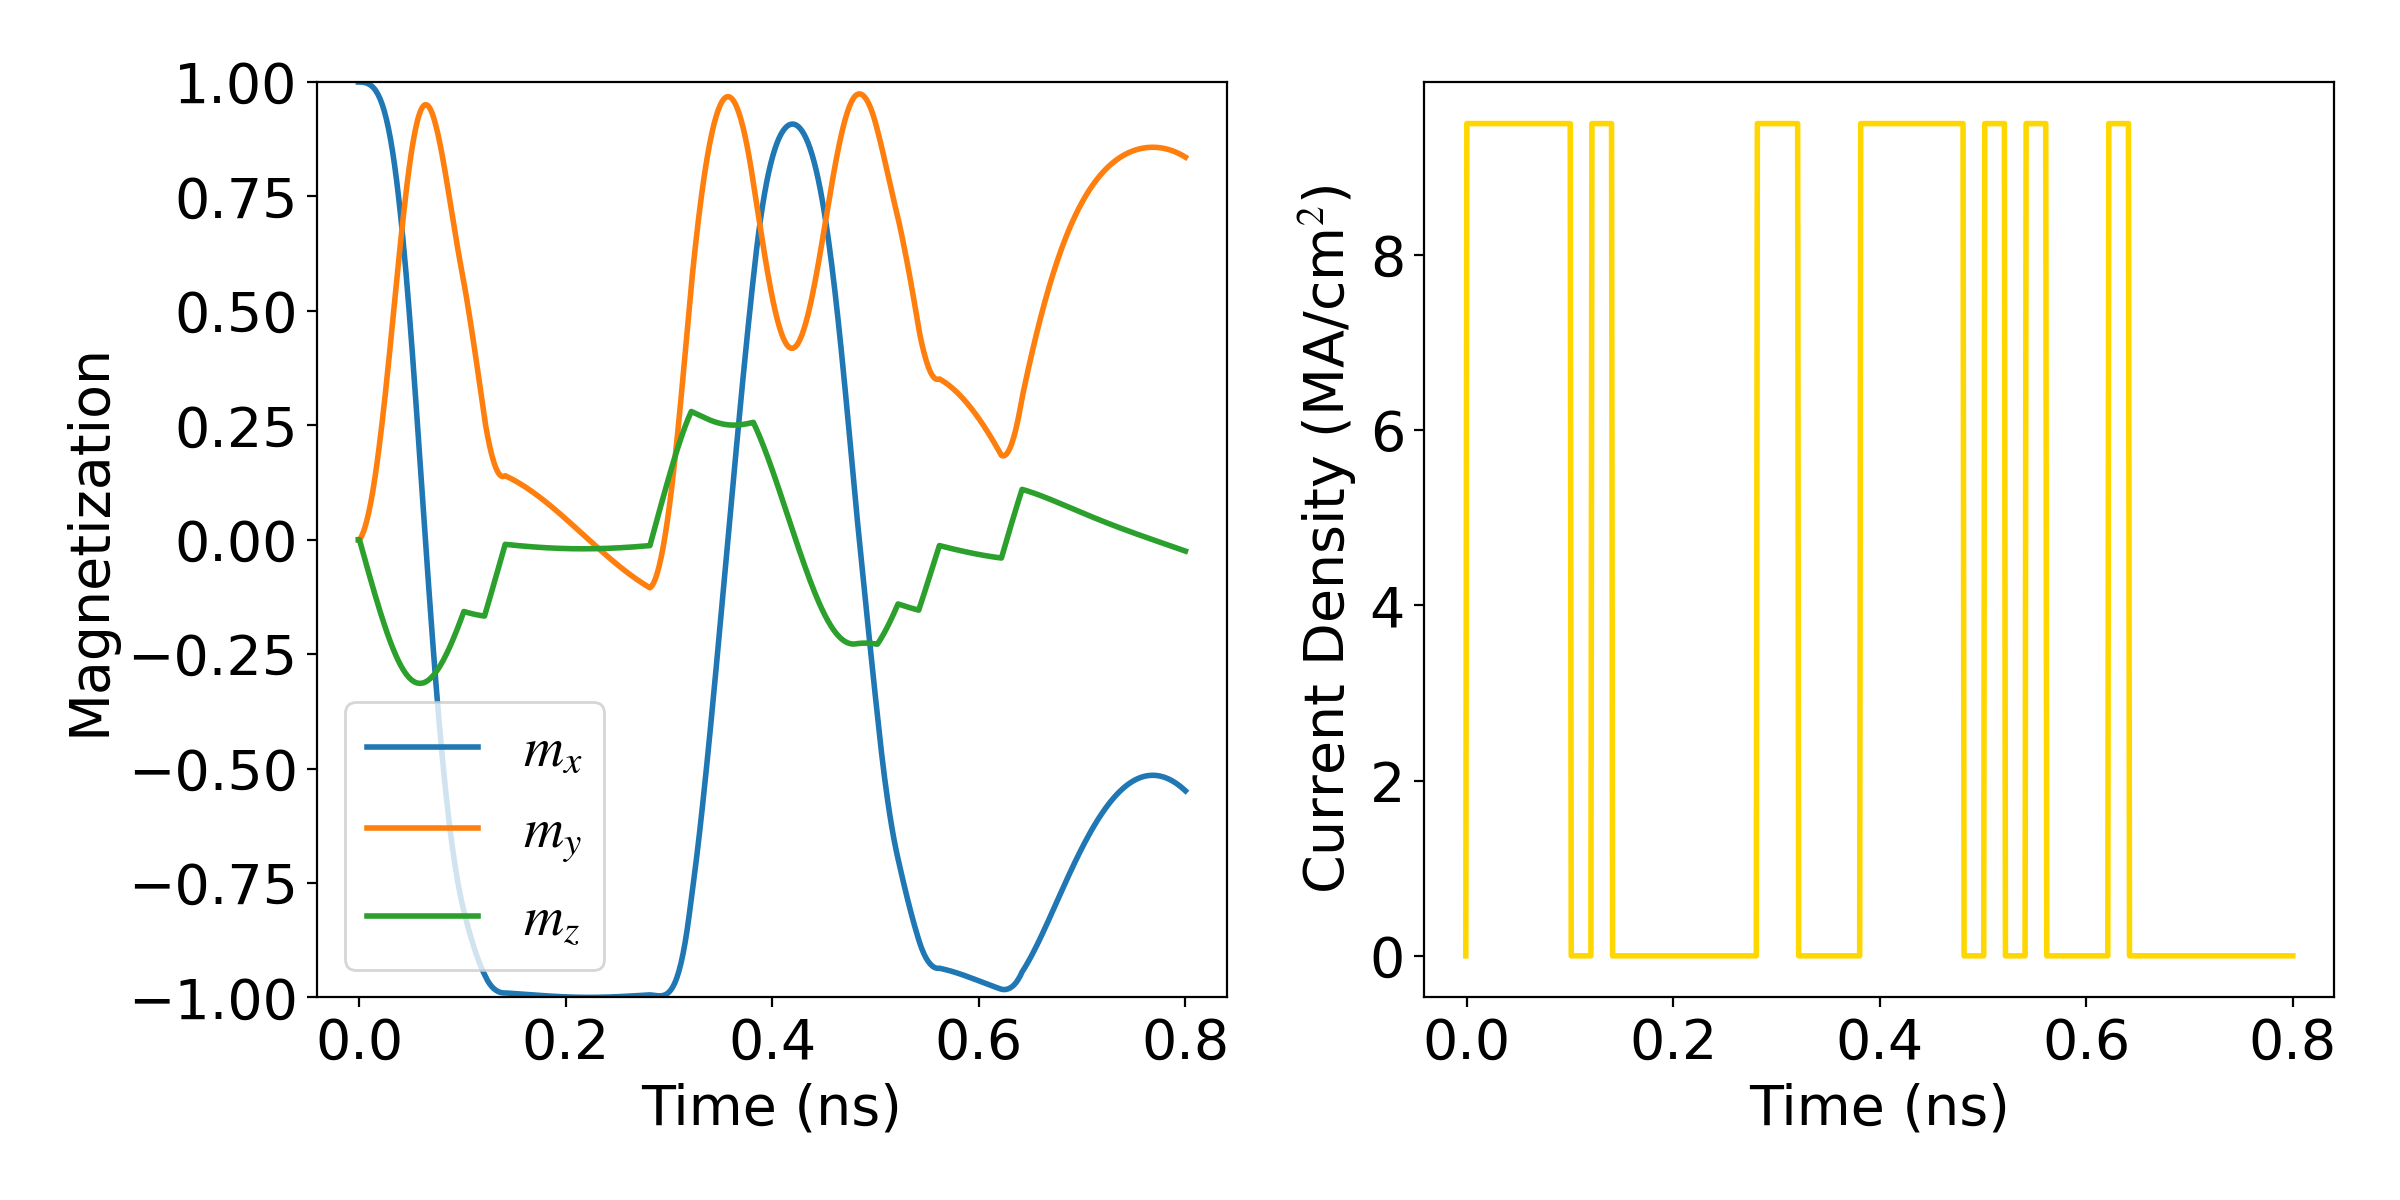 Magnetization
1.00
0.75
0.50
0.25
0.00
−0.25
−0.50
−0.75
−1.00
m_x
m_y
m_z
0.0 0.2 0.4 0.6 0.8
Time (ns)
Current Density (MA/cm²)
8
6
4
2
0
0.0 0.2 0.4 0.6 0.8
Time (ns)